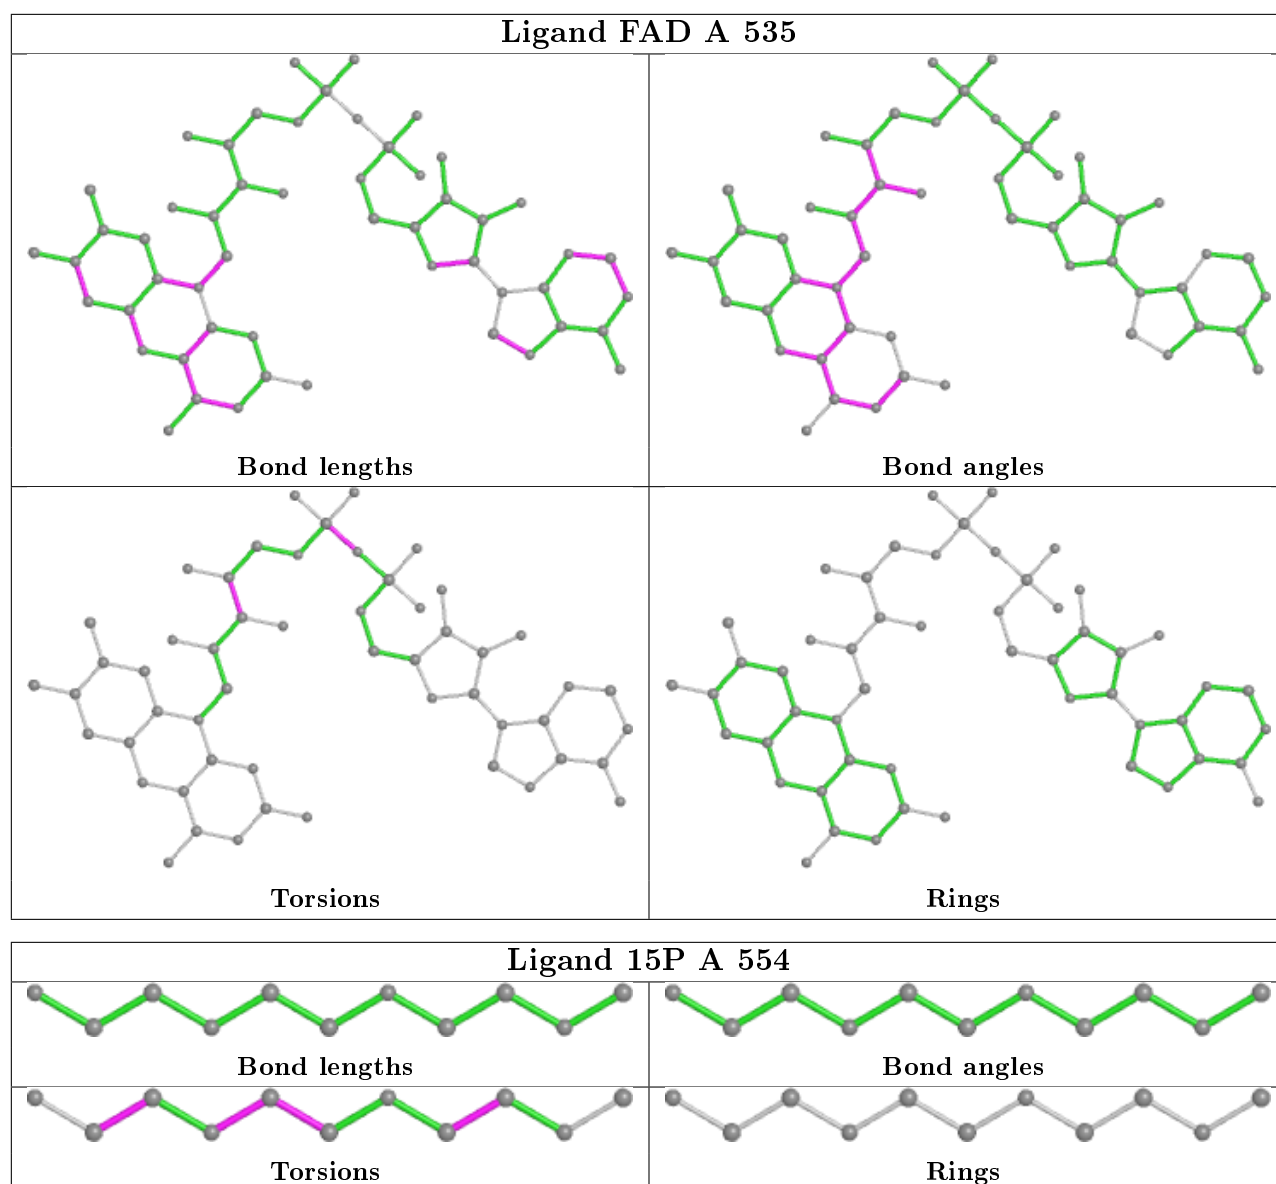 Ligand FAD A 535
Bond lengths
Bond angles
Torsions
Rings
Ligand 15P A 554
Bond lengths
Bond angles
Torsions
Rings